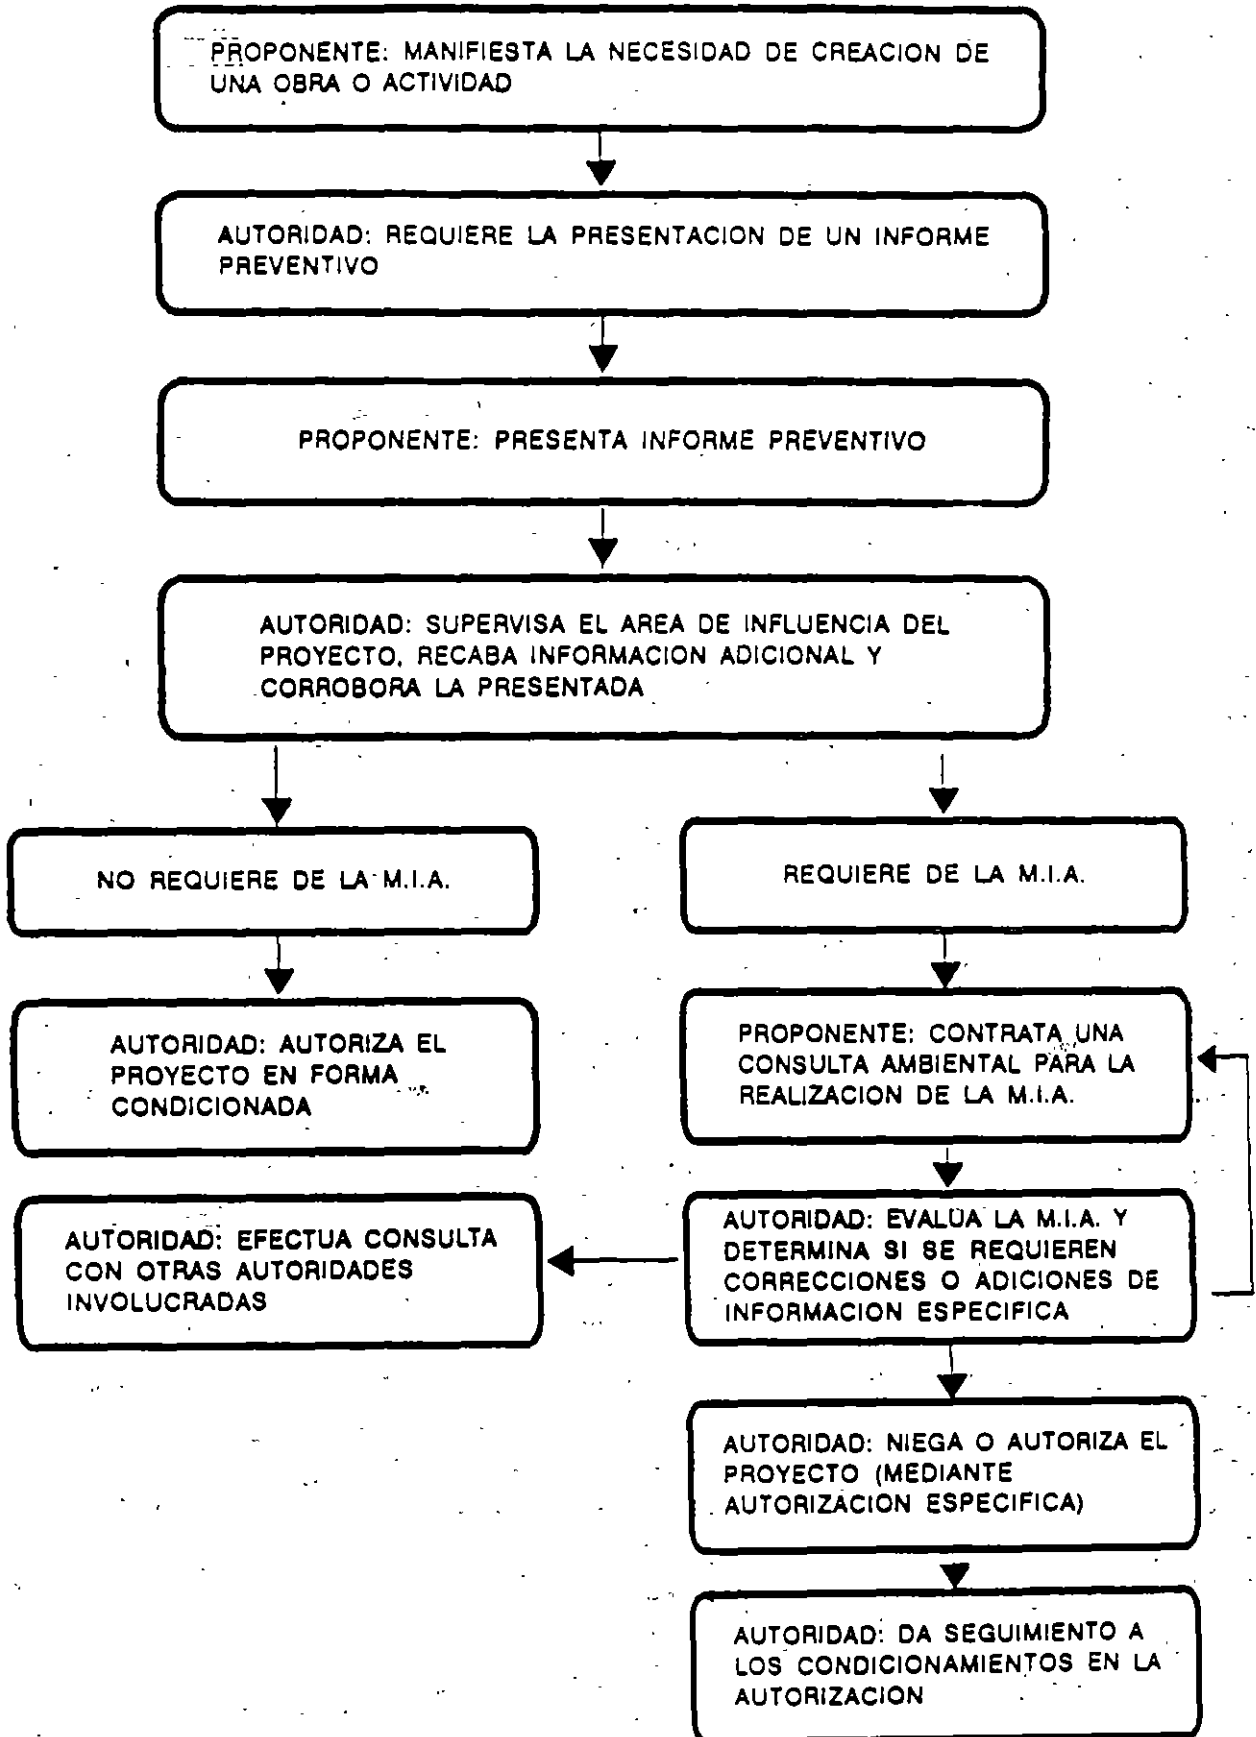 PROPONENTE: MANIFIESTA LA NECESIDAD DE CREACION DE
UNA OBRA O ACTIVIDAD
AUTORIDAD: REQUIERE LA PRESENTACION DE UN INFORME
PREVENTIVO
PROPONENTE: PRESENTA INFORME PREVENTIVO
AUTORIDAD: SUPERVISA EL AREA DE INFLUENCIA DEL
PROYECTO, RECABA INFORMACION ADICIONAL Y
CORROBORA LA PRESENTADA
NO REQUIERE DE LA M.I.A.
REQUIERE DE LA M.I.A.
AUTORIDAD: AUTORIZA EL
PROYECTO EN FORMA
CONDICIONADA
PROPONENTE: CONTRATA UNA
CONSULTA AMBIENTAL PARA LA
REALIZACION DE LA M.I.A.
AUTORIDAD: EFECTUA CONSULTA
CON OTRAS AUTORIDADES
INVOLUCRADAS
AUTORIDAD: EVALUA LA M.I.A. Y
DETERMINA SI SE REQUIEREN
CORRECCIONES O ADICIONES DE
INFORMACION ESPECIFICA
AUTORIDAD: NIEGA O AUTORIZA EL
PROYECTO (MEDIANTE
AUTORIZACION ESPECIFICA)
AUTORIDAD: DA SEGUIMIENTO A
LOS CONDICIONAMIENTOS EN LA
AUTORIZACION